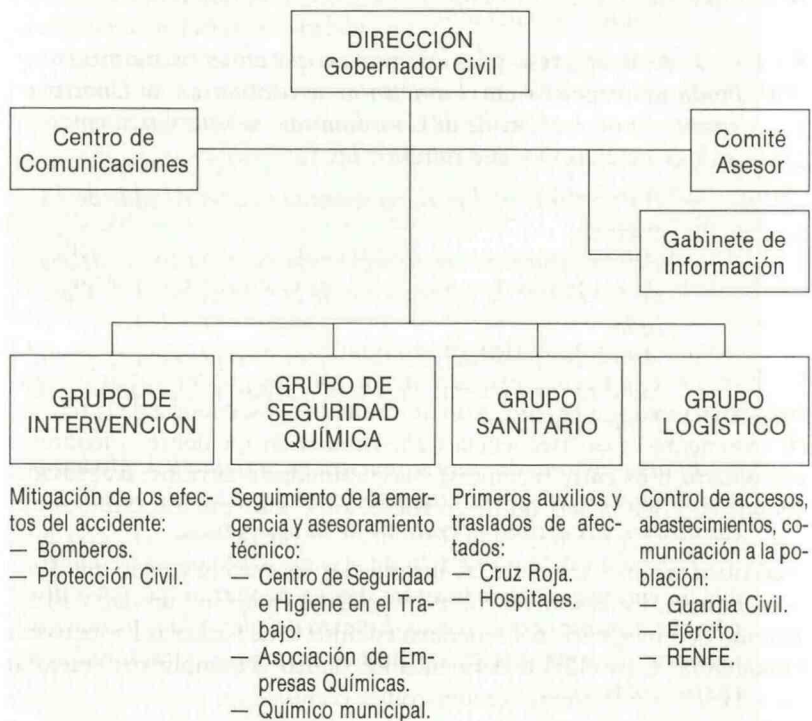 DIRECCIÓN
Gobernador Civil
Centro de
Comunicaciones
Comité
Asesor
Gabinete de
Información
GRUPO DE
INTERVENCIÓN
GRUPO DE
SEGURIDAD
QUÍMICA
GRUPO
SANITARIO
GRUPO
LOGÍSTICO
Mitigación de los efec-
tos del accidente:
— Bomberos.
— Protección Civil.
Seguimiento de la emer-
gencia y asesoramiento
técnico:
— Centro de Seguridad
e Higiene en el Tra-
bajo.
— Asociación de Em-
presas Químicas.
— Químico municipal.
Primeros auxilios y
traslados de afec-
tados:
— Cruz Roja.
— Hospitales.
Control de accesos,
abastecimientos, co-
municación a la po-
blación:
— Guardia Civil.
— Ejército.
— RENFE.